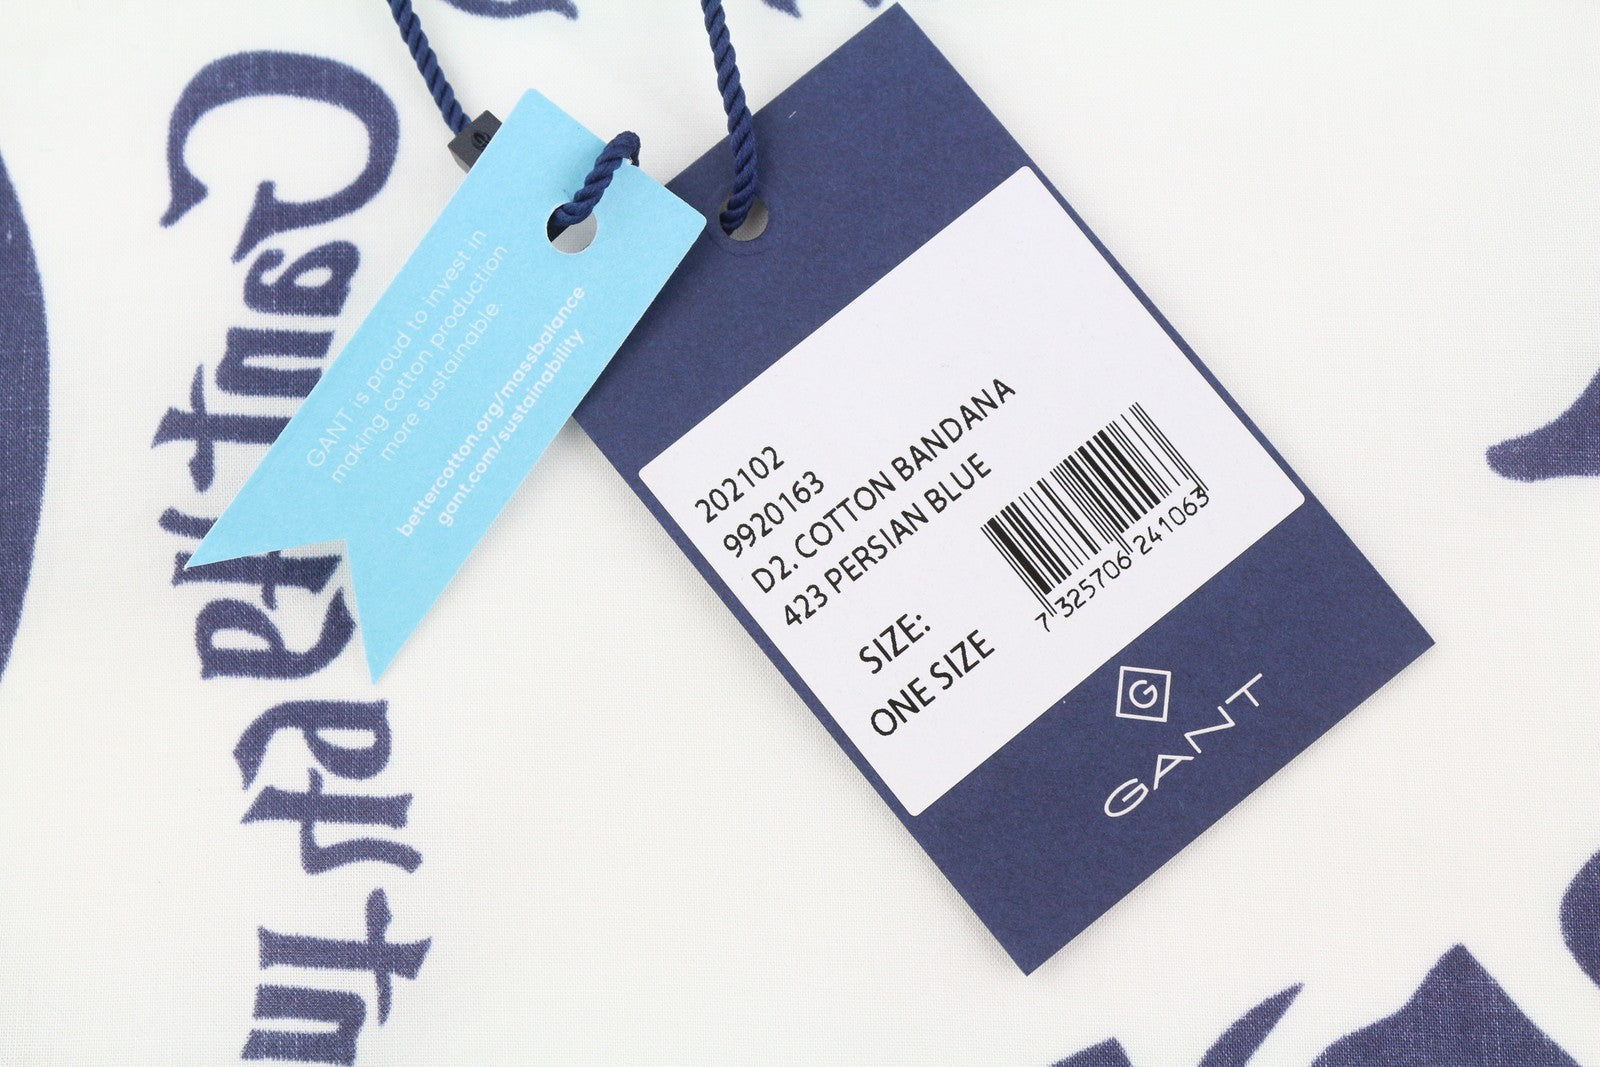 GANT is proud to invest in
making cotton production
more sustainable.
bettercotton.org/massbalance
gant.com/sustainability
202102
9920163
D2. COTTON BANDANA
423 PERSIAN BLUE
SIZE:
ONE SIZE
7 325706 241063
G
GANT